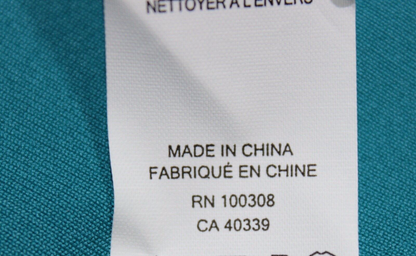 NETTOYER À L'ENVERS
MADE IN CHINA
FABRIQUÉ EN CHINE
RN 100308
CA 40339